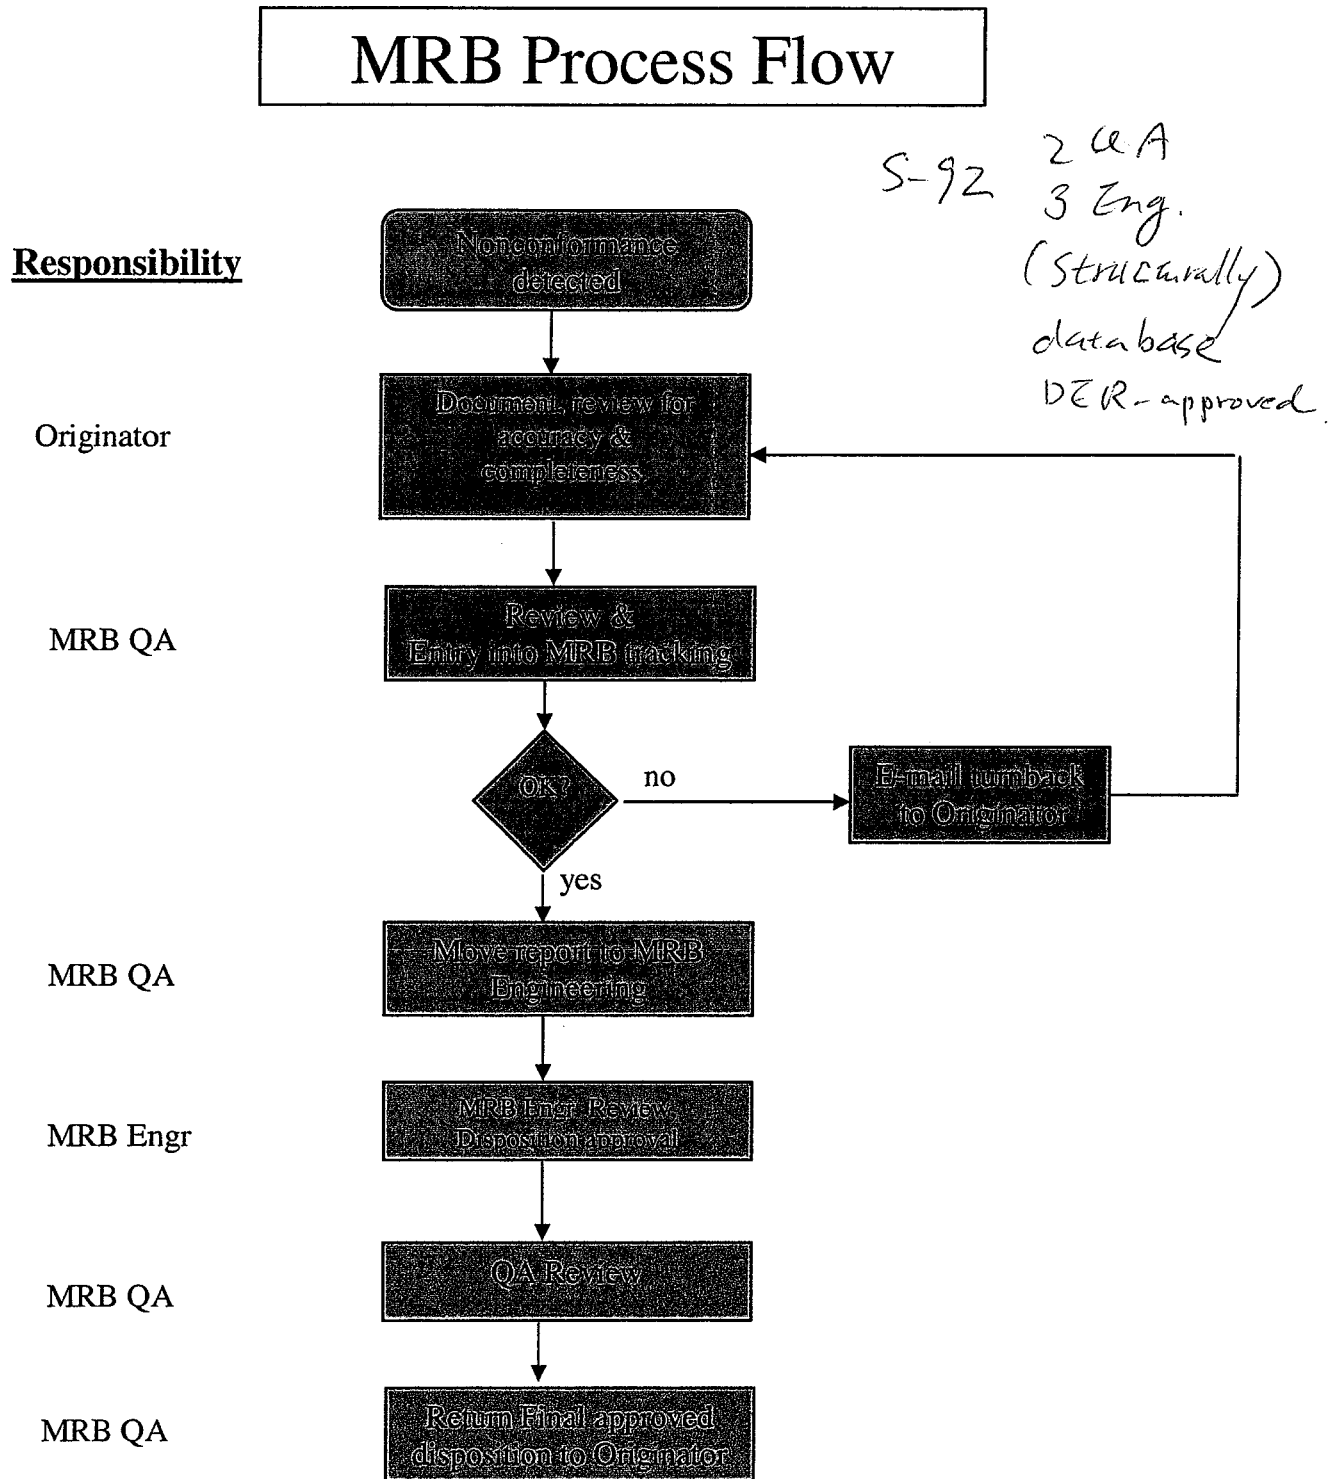 MRB Process Flow
S-92 2 QA
3 Eng.
(Structurally)
database
DER-approved.
Responsibility
Nonconformance
detected
Originator
Document, review for
accuracy &
completeness
MRB QA
Review &
Entry into MRB tracking
OK?
no
E-mail turnback
to Originator
yes
MRB QA
Move report to MRB
Engineering
MRB Engr
MRB Engr Review,
Disposition approval
MRB QA
QA Review
MRB QA
Return Final approved
disposition to Originator